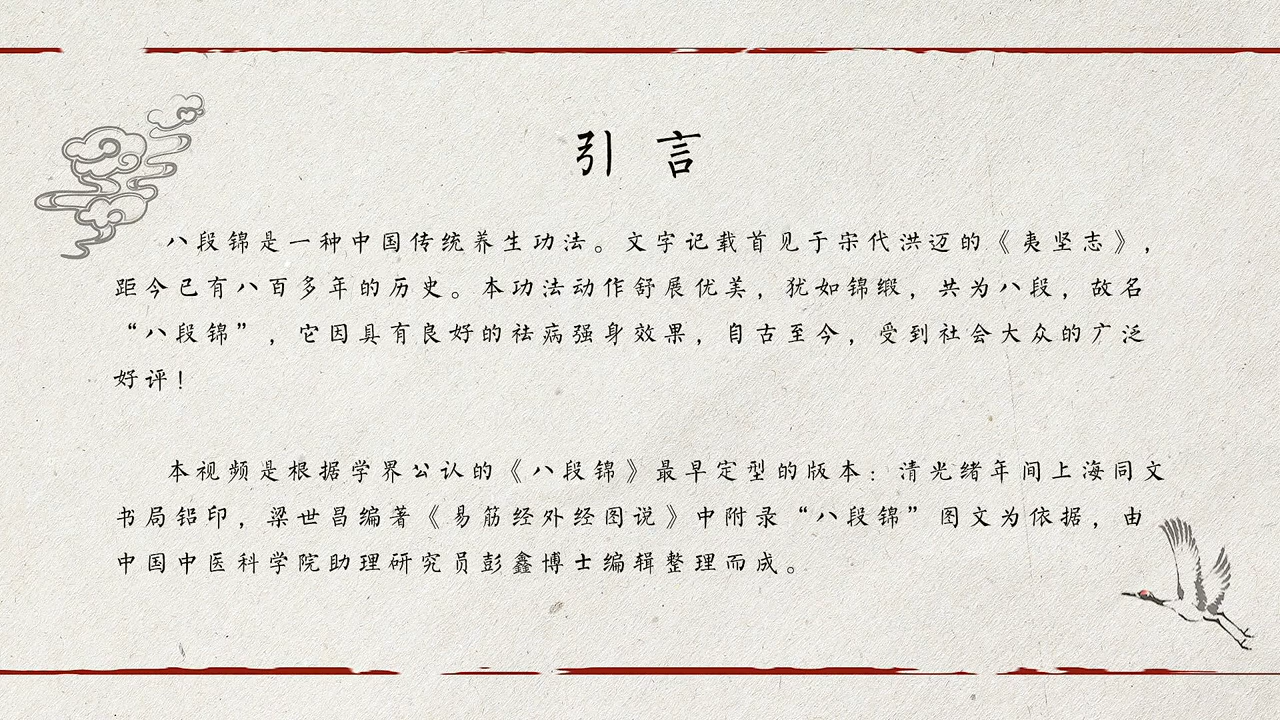 引言
八段锦是一种中国传统养生功法。文字记载首见于宋代洪迈的《夷坚志》，
距今已有八百多年的历史。本功法动作舒展优美，犹如锦缎，共为八段，故名
“八段锦”，它因具有良好的祛病强身效果，自古至今，受到社会大众的广泛
好评！
本视频是根据学界公认的《八段锦》最早定型的版本：清光绪年间上海同文
书局铅印，梁世昌编著《易筋经外经图说》中附录“八段锦”图文为依据，由
中国中医科学院助理研究员彭鑫博士编辑整理而成。